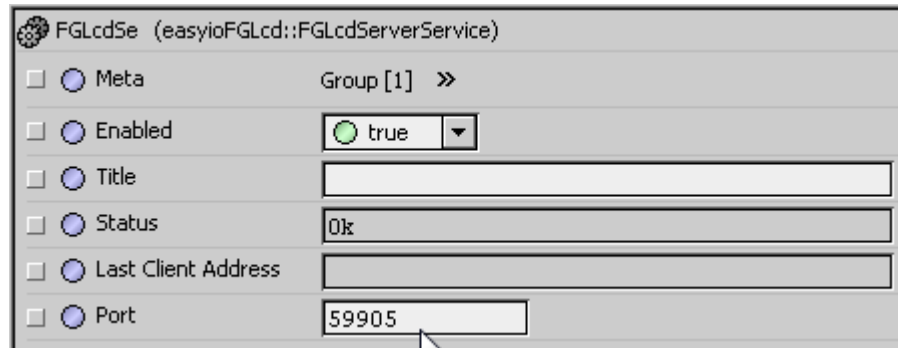 FGLcdSe (easyioFGLcd::FGLcdServerService)
Meta Group [1] »
Enabled true
Title
Status Ok
Last Client Address
Port 59905